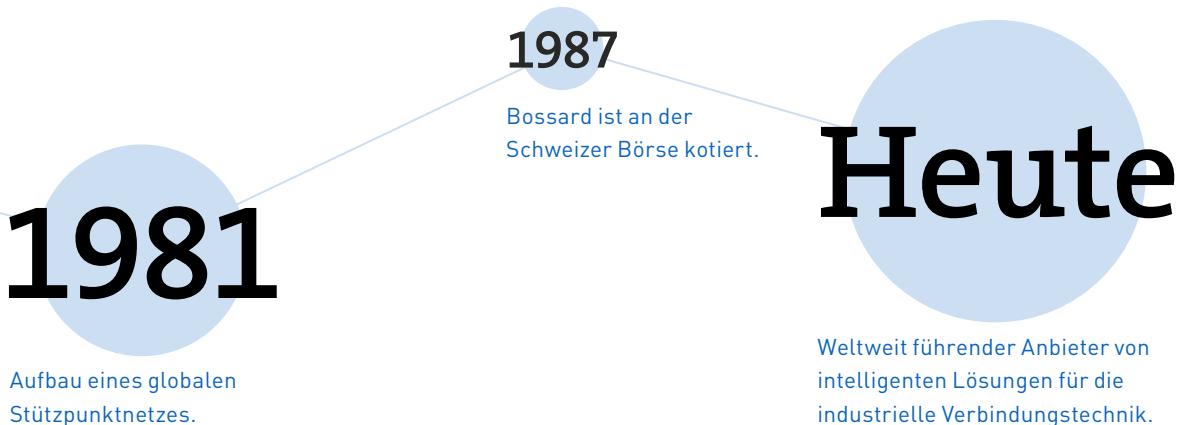 1981
Aufbau eines globalen
Stützpunktnetzes.
1987
Bossard ist an der
Schweizer Börse kotiert.
Heute
Weltweit führender Anbieter von
intelligenten Lösungen für die
industrielle Verbindungstechnik.